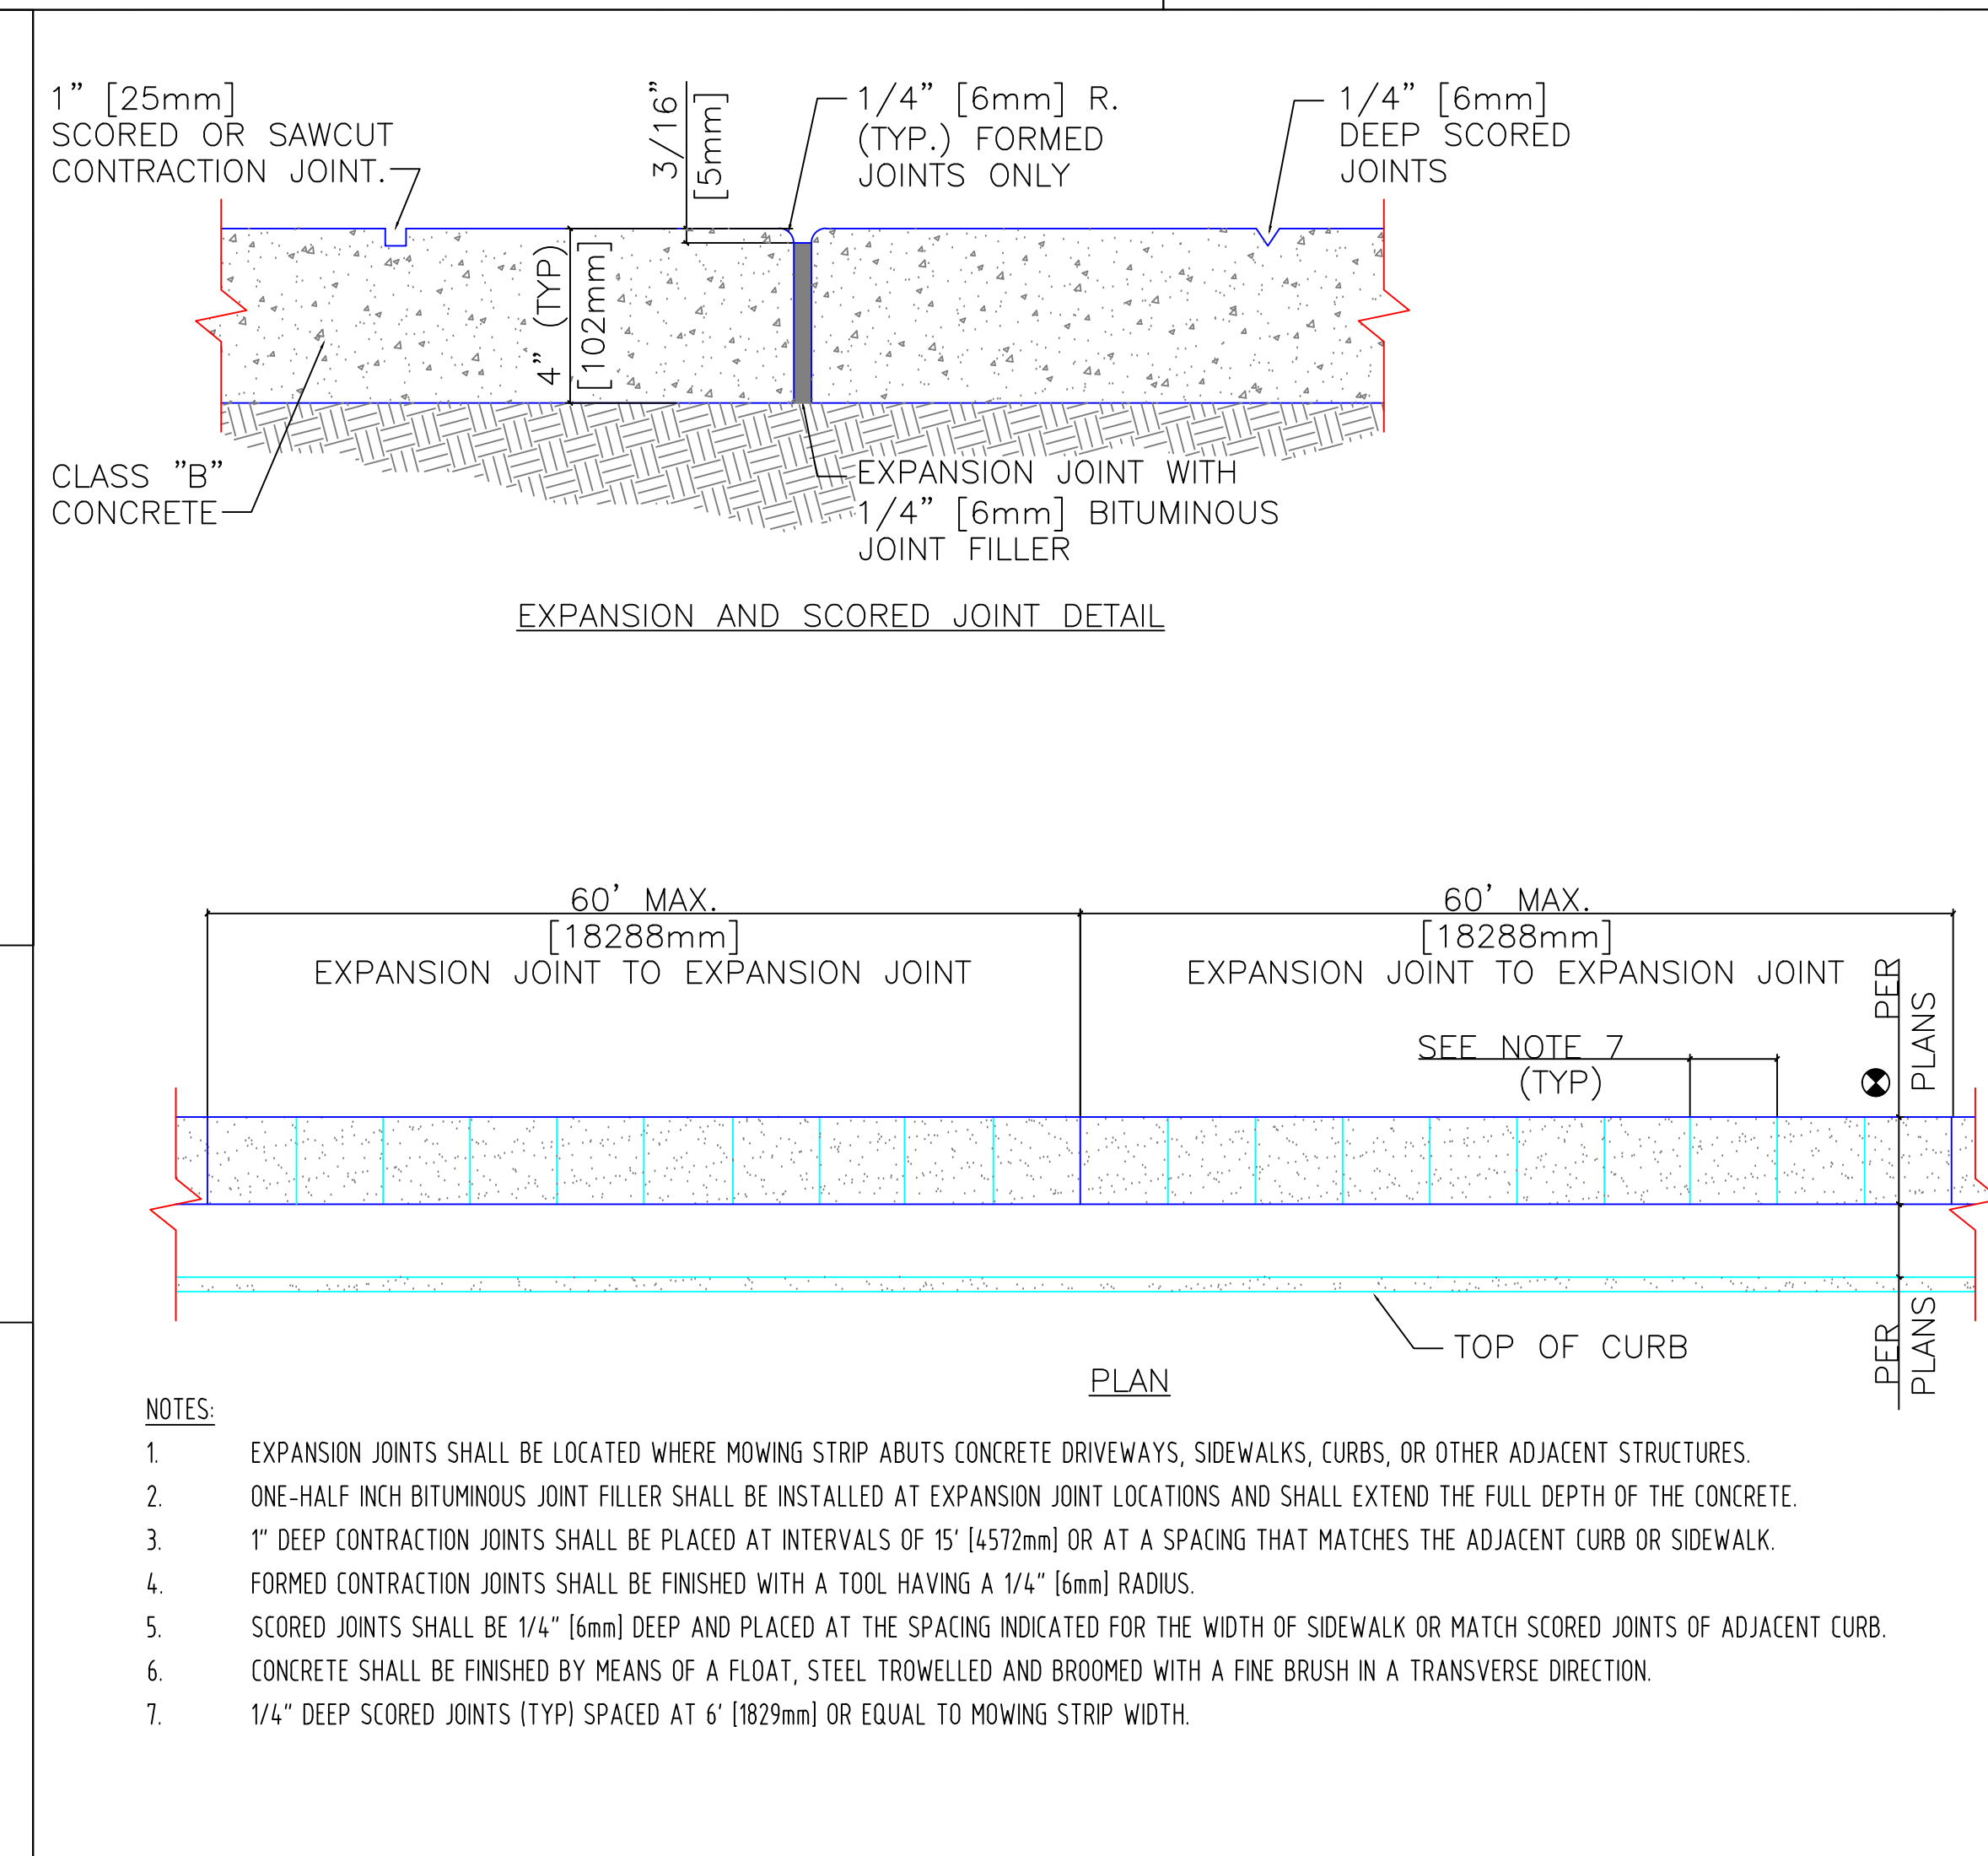 1” [25mm]
SCORED OR SAWCUT
CONTRACTION JOINT.
3/16”
[5mm]
1/4” [6mm] R.
(TYP.) FORMED
JOINTS ONLY
1/4” [6mm]
DEEP SCORED
JOINTS
4” (TYP)
[102mm]
CLASS ”B”
CONCRETE
EXPANSION JOINT WITH
1/4” [6mm] BITUMINOUS
JOINT FILLER
EXPANSION AND SCORED JOINT DETAIL
60’ MAX.
[18288mm]
EXPANSION JOINT TO EXPANSION JOINT
60’ MAX.
[18288mm]
EXPANSION JOINT TO EXPANSION JOINT
PER
PLANS
SEE NOTE 7
(TYP)
TOP OF CURB
PER
PLANS
PLAN
NOTES:
1. EXPANSION JOINTS SHALL BE LOCATED WHERE MOWING STRIP ABUTS CONCRETE DRIVEWAYS, SIDEWALKS, CURBS, OR OTHER ADJACENT STRUCTURES.
2. ONE-HALF INCH BITUMINOUS JOINT FILLER SHALL BE INSTALLED AT EXPANSION JOINT LOCATIONS AND SHALL EXTEND THE FULL DEPTH OF THE CONCRETE.
3. 1" DEEP CONTRACTION JOINTS SHALL BE PLACED AT INTERVALS OF 15' [4572mm] OR AT A SPACING THAT MATCHES THE ADJACENT CURB OR SIDEWALK.
4. FORMED CONTRACTION JOINTS SHALL BE FINISHED WITH A TOOL HAVING A 1/4" [6mm] RADIUS.
5. SCORED JOINTS SHALL BE 1/4" [6mm] DEEP AND PLACED AT THE SPACING INDICATED FOR THE WIDTH OF SIDEWALK OR MATCH SCORED JOINTS OF ADJACENT CURB.
6. CONCRETE SHALL BE FINISHED BY MEANS OF A FLOAT, STEEL TROWELLED AND BROOMED WITH A FINE BRUSH IN A TRANSVERSE DIRECTION.
7. 1/4" DEEP SCORED JOINTS (TYP) SPACED AT 6' [1829mm] OR EQUAL TO MOWING STRIP WIDTH.